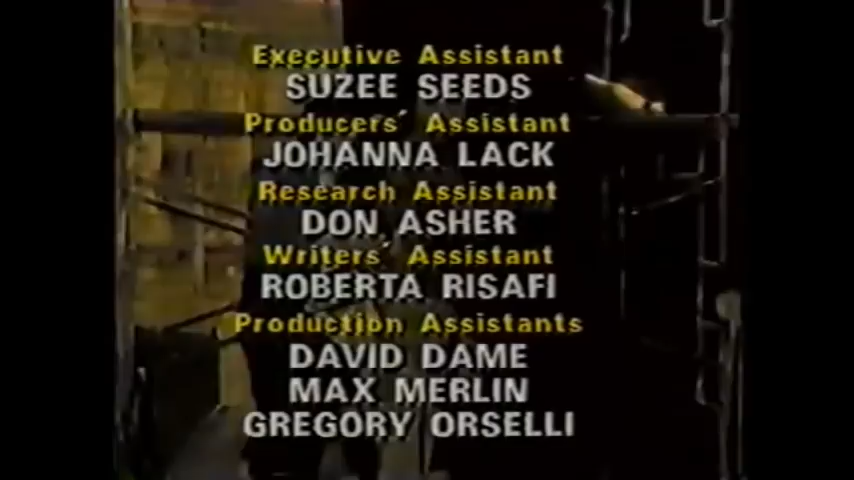 Executive Assistant
SUZEE SEEDS
Producers' Assistant
JOHANNA LACK
Research Assistant
DON ASHER
Writers' Assistant
ROBERTA RISAFI
Production Assistants
DAVID DAME
MAX MERLIN
GREGORY ORSELLI